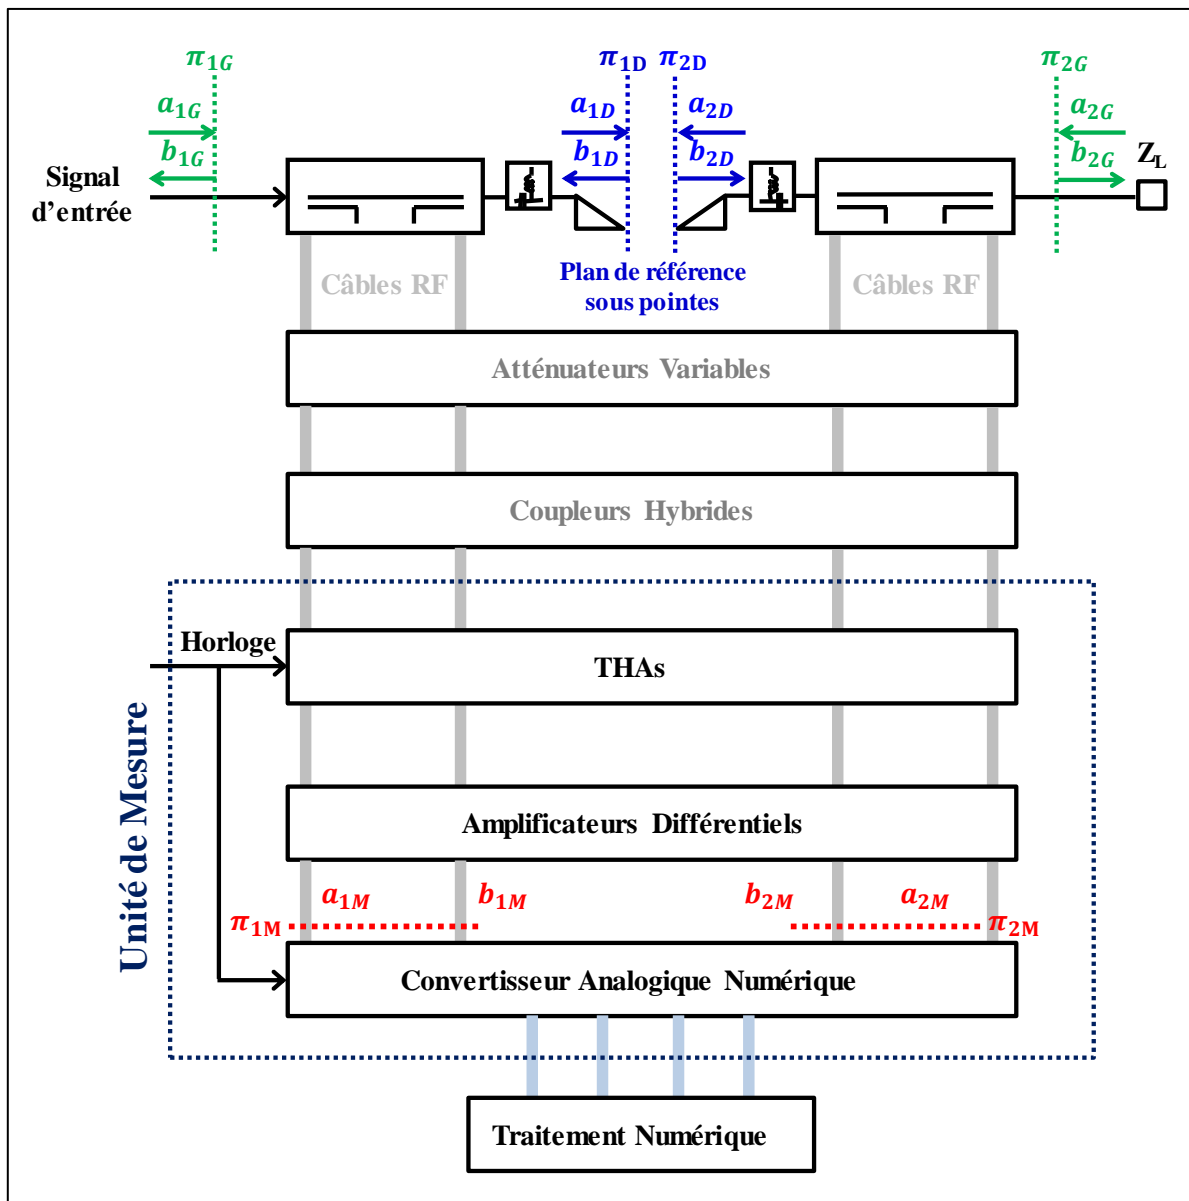 π1G
π1D
π2D
π2G
a1G
a1D
a2D
a2G
b1G
b1D
b2D
b2G
ZL
Signal
d'entrée
Plan de référence
sous pointes
Câbles RF
Câbles RF
Atténuateurs Variables
Coupleurs Hybrides
Horloge
THAs
Unité de Mesure
Amplificateurs Différentiels
a1M
b1M
b2M
a2M
π1M
π2M
Convertisseur Analogique Numérique
Traitement Numérique